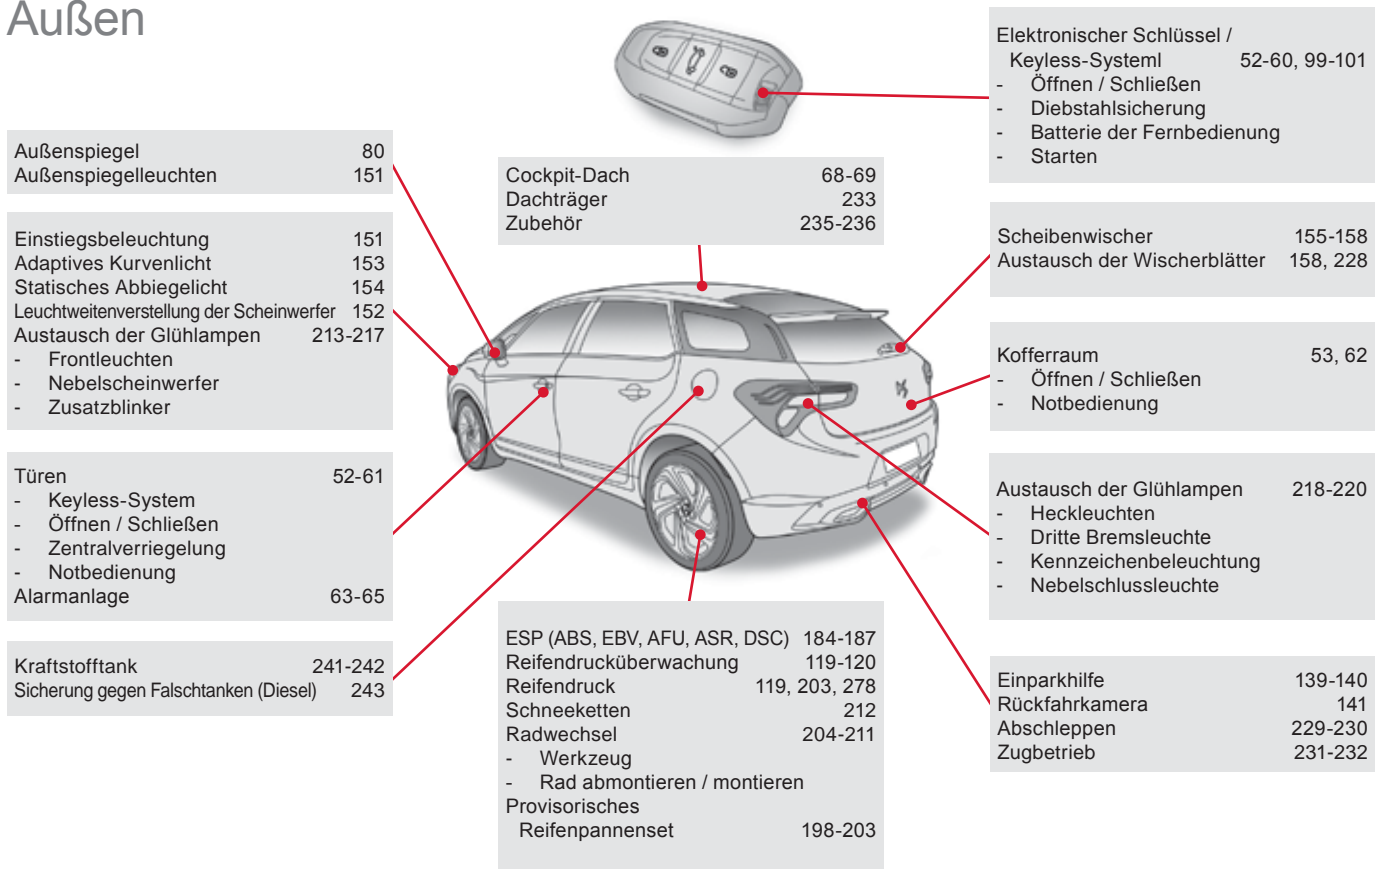 Außen
Elektronischer Schlüssel /
Keyless-Systeml 52-60, 99-101
- Öffnen / Schließen
- Diebstahlsicherung
- Batterie der Fernbedienung
- Starten
Außenspiegel 80
Außenspiegelleuchten 151
Cockpit-Dach 68-69
Dachträger 233
Zubehör 235-236
Einstiegsbeleuchtung 151
Adaptives Kurvenlicht 153
Statisches Abbiegelicht 154
Leuchtweitenverstellung der Scheinwerfer 152
Austausch der Glühlampen 213-217
- Frontleuchten
- Nebelscheinwerfer
- Zusatzblinker
Scheibenwischer 155-158
Austausch der Wischerblätter 158, 228
Kofferraum 53, 62
- Öffnen / Schließen
- Notbedienung
Türen 52-61
- Keyless-System
- Öffnen / Schließen
- Zentralverriegelung
- Notbedienung
Alarmanlage 63-65
Austausch der Glühlampen 218-220
- Heckleuchten
- Dritte Bremsleuchte
- Kennzeichenbeleuchtung
- Nebelschlussleuchte
Kraftstofftank 241-242
Sicherung gegen Falschtanken (Diesel) 243
ESP (ABS, EBV, AFU, ASR, DSC) 184-187
Reifendrucküberwachung 119-120
Reifendruck 119, 203, 278
Schneeketten 212
Radwechsel 204-211
- Werkzeug
- Rad abmontieren / montieren
Provisorisches
Reifenpannenset 198-203
Einparkhilfe 139-140
Rückfahrkamera 141
Abschleppen 229-230
Zugbetrieb 231-232